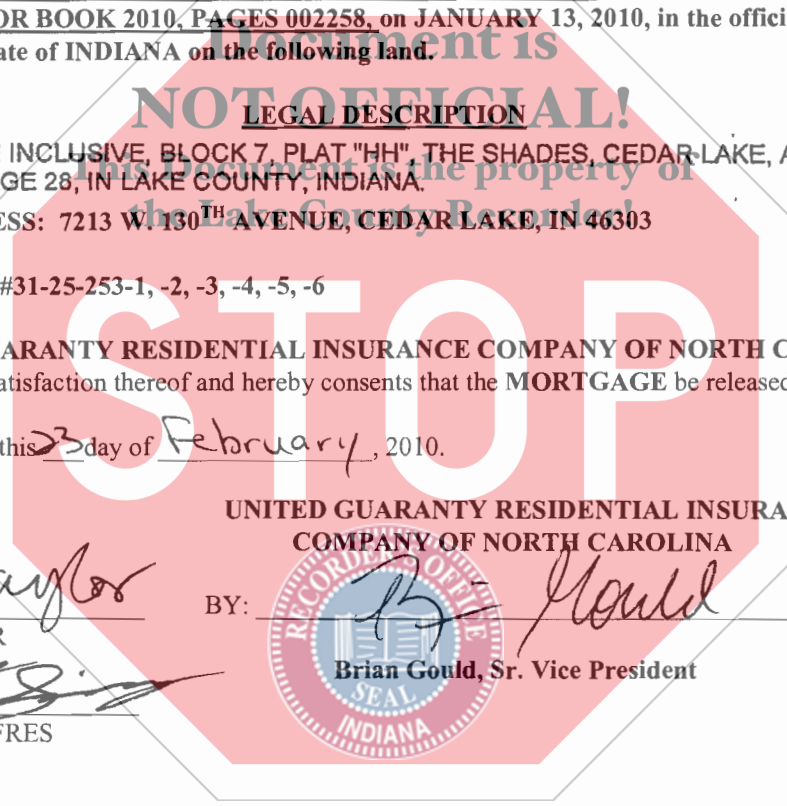 OR BOOK 2010, PAGES 002258, on JANUARY 13, 2010, in the offici
ate of INDIANA on the following land.
Document is
NOT OFFICIAL!
LEGAL DESCRIPTION
INCLUSIVE, BLOCK 7, PLAT "HH", THE SHADES, CEDAR LAKE, A
GE 28, IN LAKE COUNTY, INDIANA.
This Document is the property of
the Lake County Recorder!
ESS: 7213 W. 130TH AVENUE, CEDAR LAKE, IN 46303
#31-25-253-1, -2, -3, -4, -5, -6
STOP
ARANTY RESIDENTIAL INSURANCE COMPANY OF NORTH C
atisfaction thereof and hereby consents that the MORTGAGE be released
this 23 day of February, 2010.
UNITED GUARANTY RESIDENTIAL INSURA
COMPANY OF NORTH CAROLINA
aylor
BY: Bri Gould
R
Brian Gould, Sr. Vice President
FRES
RECORDER'S OFFICE
SEAL
INDIANA